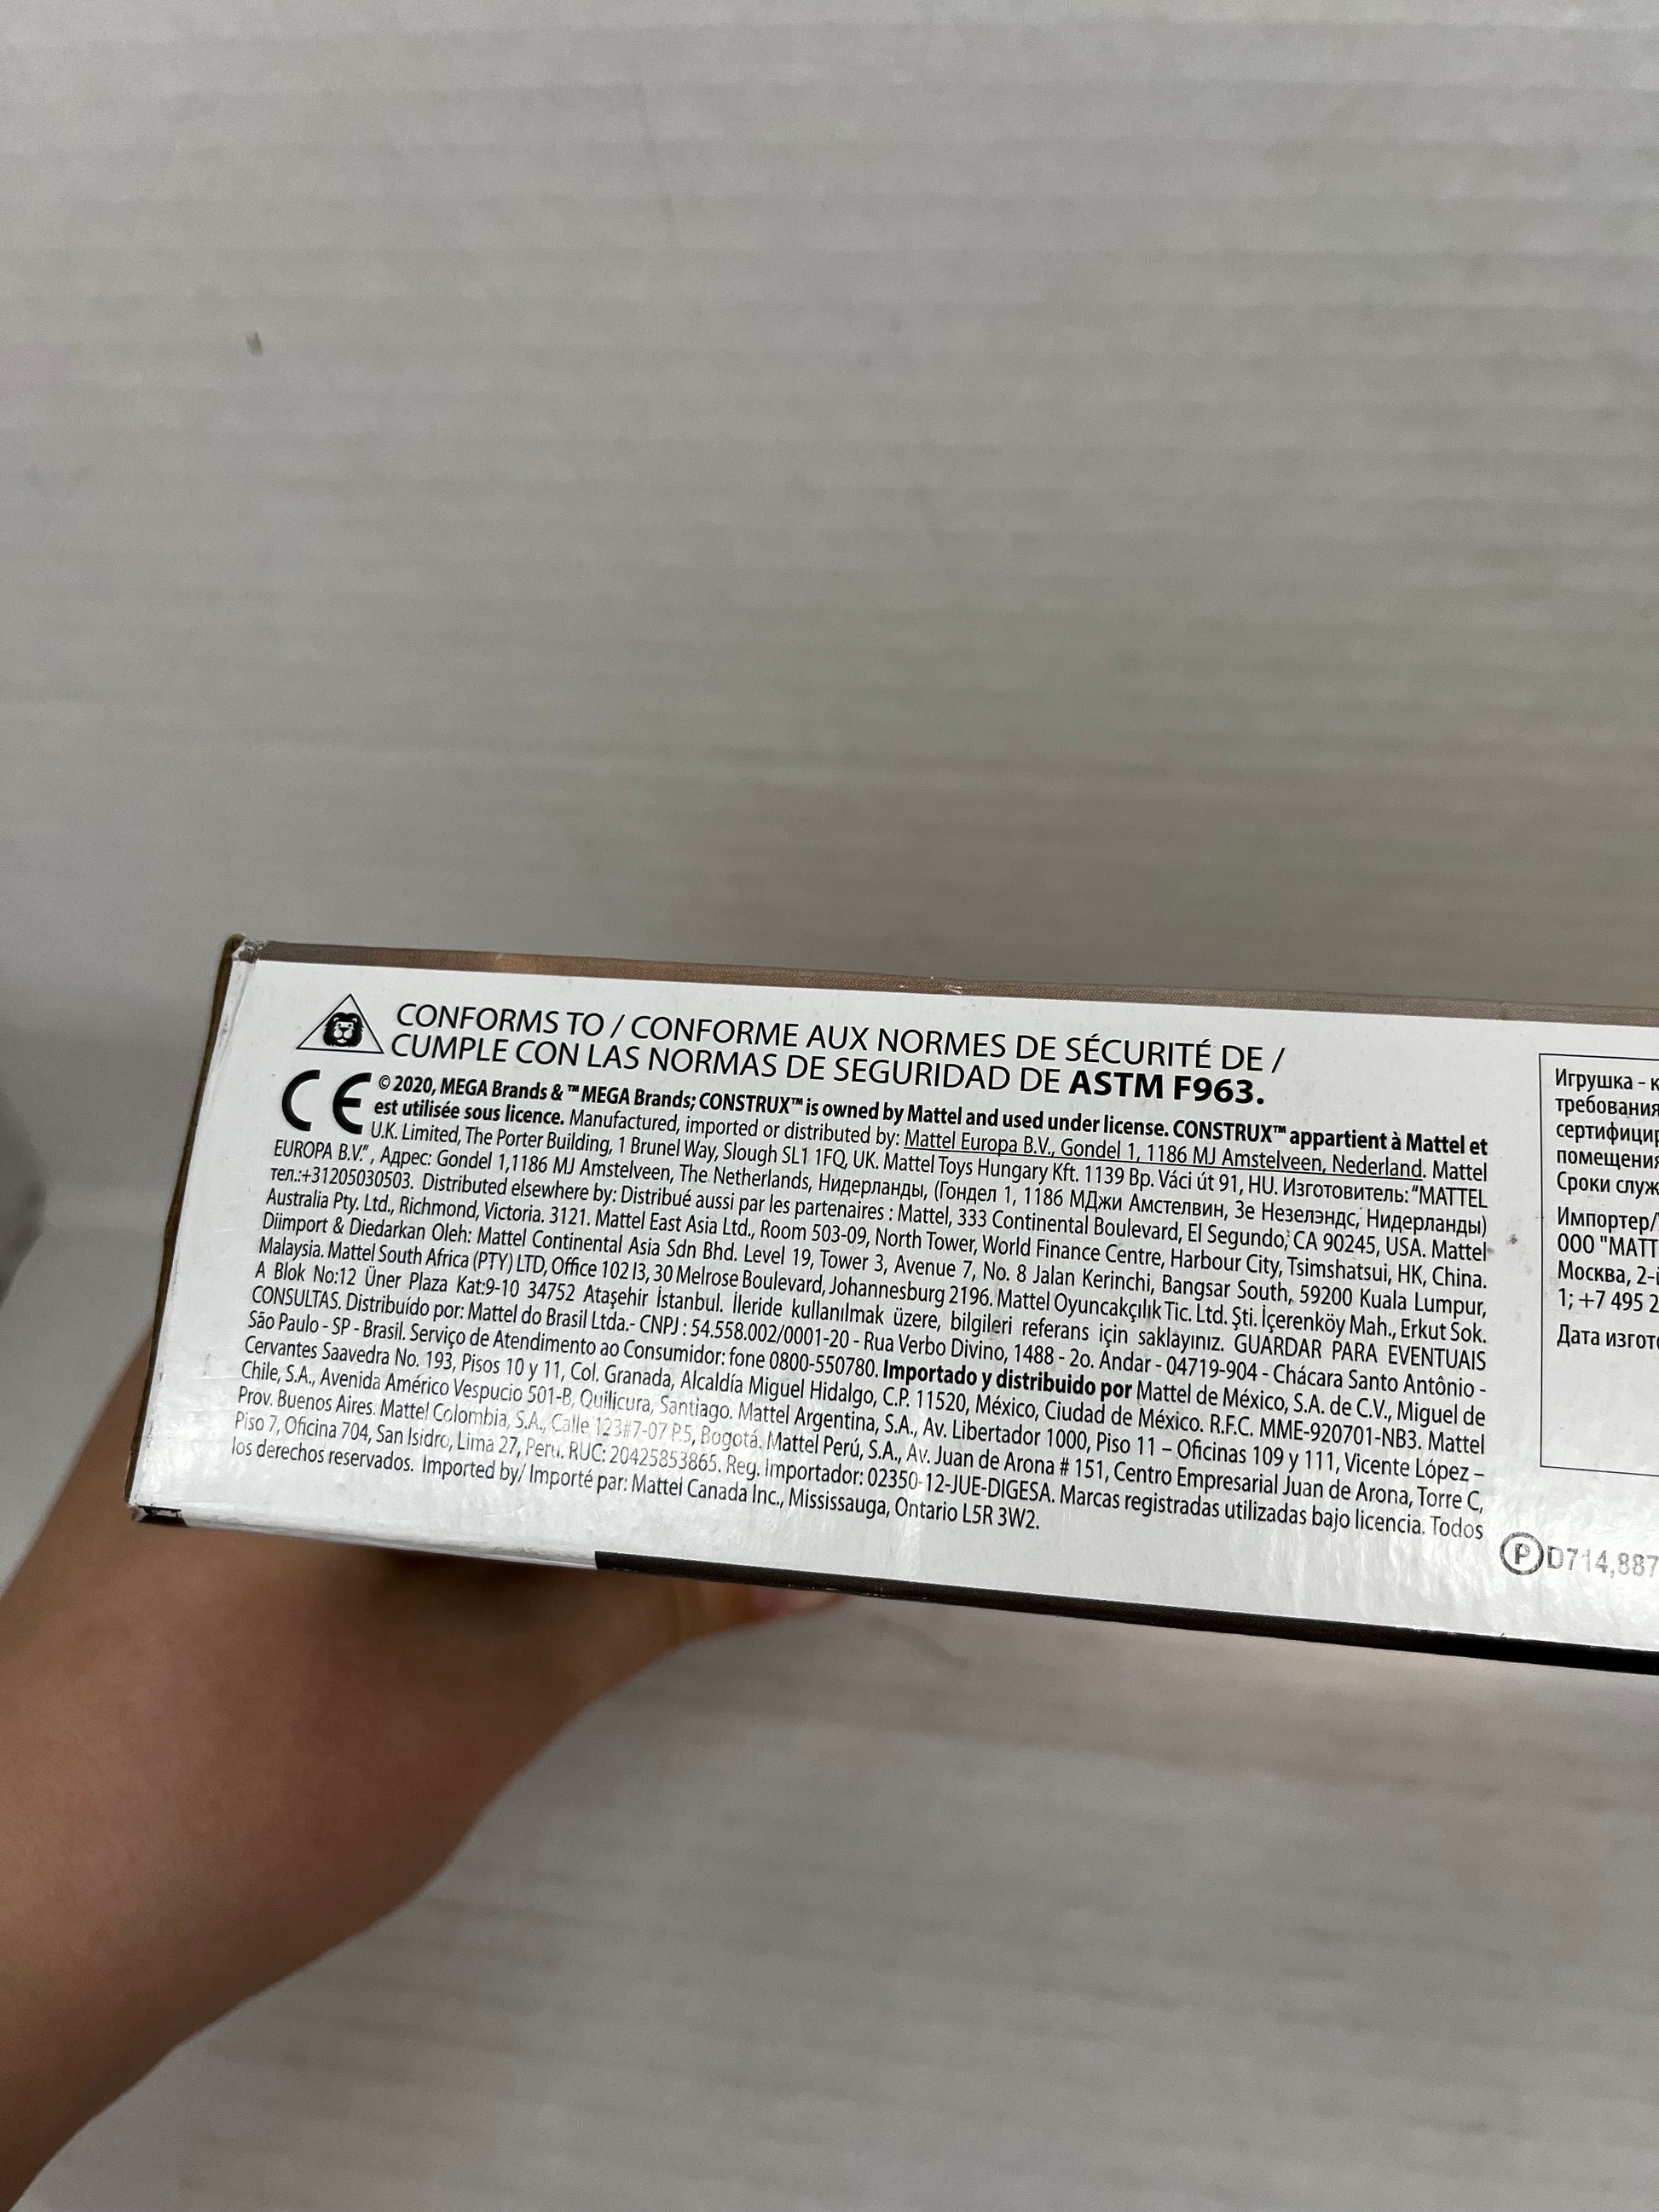 CONFORMS TO / CONFORME AUX NORMES DE SÉCURITÉ DE /
CUMPLE CON LAS NORMAS DE SEGURIDAD DE ASTM F963.
CE
© 2020, MEGA Brands & ™ MEGA Brands; CONSTRUX™ is owned by Mattel and used under license. CONSTRUX™ appartient à Mattel et
est utilisée sous licence. Manufactured, imported or distributed by: Mattel Europa B.V., Gondel 1, 1186 MJ Amstelveen, Nederland. Mattel
U.K. Limited, The Porter Building, 1 Brunel Way, Slough SL1 1FQ, UK. Mattel Toys Hungary Kft. 1139 Bp. Váci út 91, HU. Изготовитель: "MATTEL
EUROPA B.V.", Адрес: Gondel 1,1186 MJ Amstelveen, The Netherlands, Нидерланды, (Гондел 1, 1186 МДжи Амстелвин, Зе Незелэндс, Нидерланды)
тел.:+31205030503. Distributed elsewhere by: Distribué aussi par les partenaires : Mattel, 333 Continental Boulevard, El Segundo, CA 90245, USA. Mattel
Australia Pty. Ltd., Richmond, Victoria. 3121. Mattel East Asia Ltd., Room 503-09, North Tower, World Finance Centre, Harbour City, Tsimshatsui, HK, China.
Diimport & Diedarkan Oleh: Mattel Continental Asia Sdn Bhd. Level 19, Tower 3, Avenue 7, No. 8 Jalan Kerinchi, Bangsar South, 59200 Kuala Lumpur,
Malaysia. Mattel South Africa (PTY) LTD, Office 102 I3, 30 Melrose Boulevard, Johannesburg 2196. Mattel Oyuncakçılık Tic. Ltd. Şti. İçerenköy Mah., Erkut Sok.
A Blok No:12 Üner Plaza Kat:9-10 34752 Ataşehir İstanbul. İleride kullanılmak üzere, bilgileri referans için saklayınız. GUARDAR PARA EVENTUAIS
CONSULTAS. Distribuído por: Mattel do Brasil Ltda.- CNPJ : 54.558.002/0001-20 - Rua Verbo Divino, 1488 - 2o. Andar - 04719-904 - Chácara Santo Antônio -
São Paulo - SP - Brasil. Serviço de Atendimento ao Consumidor: fone 0800-550780. Importado y distribuido por Mattel de México, S.A. de C.V., Miguel de
Cervantes Saavedra No. 193, Pisos 10 y 11, Col. Granada, Alcaldía Miguel Hidalgo, C.P. 11520, México, Ciudad de México. R.F.C. MME-920701-NB3. Mattel
Chile, S.A., Avenida Américo Vespucio 501-B, Quilicura, Santiago. Mattel Argentina, S.A., Av. Libertador 1000, Piso 11 – Oficinas 109 y 111, Vicente López –
Prov. Buenos Aires. Mattel Colombia, S.A., Calle 123#7-07 P.5, Bogotá. Mattel Perú, S.A., Av. Juan de Arona # 151, Centro Empresarial Juan de Arona, Torre C,
Piso 7, Oficina 704, San Isidro, Lima 27, Perú. RUC: 20425853865. Reg. Importador: 02350-12-JUE-DIGESA. Marcas registradas utilizadas bajo licencia. Todos
los derechos reservados. Imported by/ Importé par: Mattel Canada Inc., Mississauga, Ontario L5R 3W2.
Игрушка – к
требования
сертифицир
помещения
Сроки служ
Импортер/
ООО "МАТТ
Москва, 2-
1; +7 495 2
Дата изгот
Ⓟ D714,887